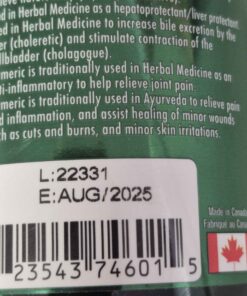 in Herbal Medicine as a hepatoprotectant/liver protectant
d in Herbal Medicine to increase bile excretion by the
er (choleretic) and stimulate contraction of the
llbladder (cholagogue).
meric is traditionally used in Herbal Medicine as an
ti-inflammatory to help relieve joint pain.
meric is traditionally used in Ayurveda to relieve pain
d inflammation, and assist healing of minor wounds
ch as cuts and burns, and minor skin irritations.
L:22331
E:AUG/2025
23543 74601 5
Made in Canada
Fabriqué au Canada